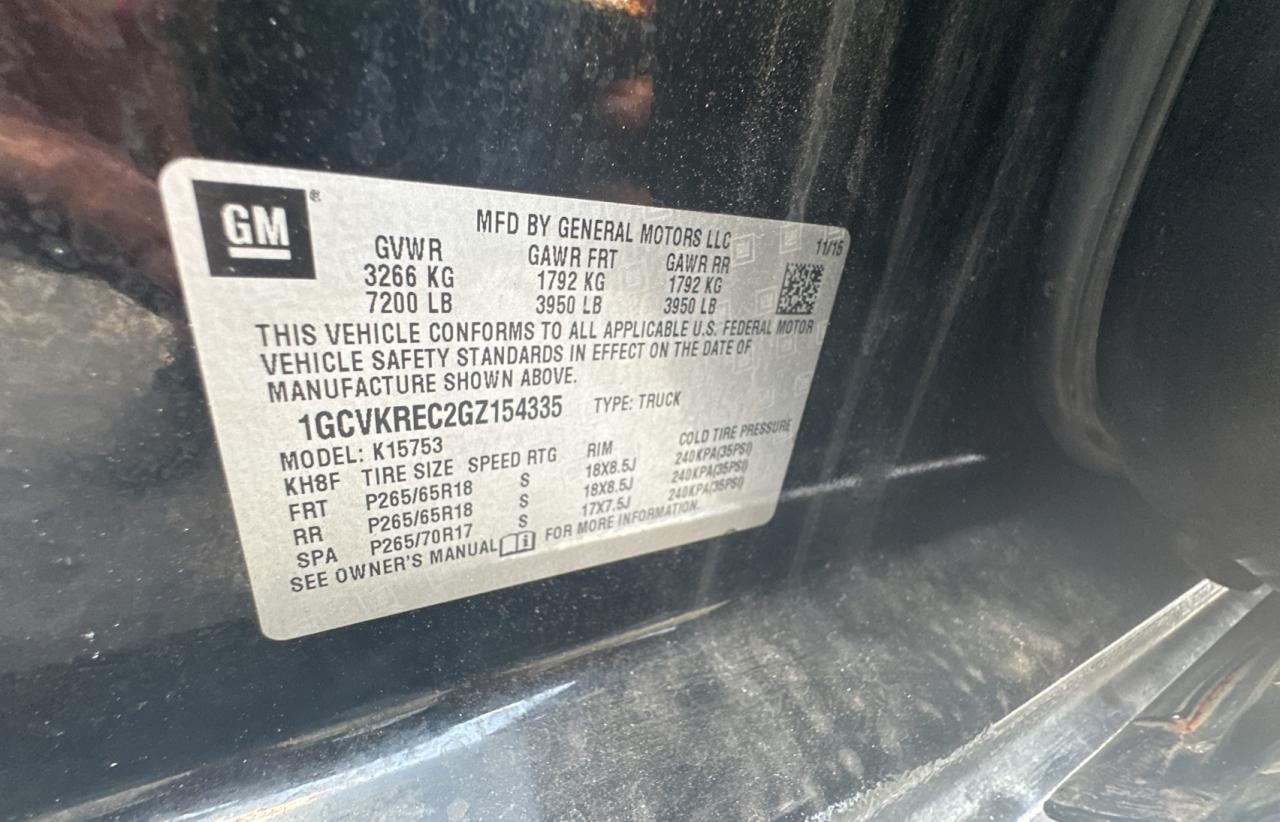 GM ®
MFD BY GENERAL MOTORS LLC
11/15
GVWR GAWR FRT GAWR RR
3266 KG 1792 KG 1792 KG
7200 LB 3950 LB 3950 LB
THIS VEHICLE CONFORMS TO ALL APPLICABLE U.S. FEDERAL MOTOR
VEHICLE SAFETY STANDARDS IN EFFECT ON THE DATE OF
MANUFACTURE SHOWN ABOVE.
1GCVKREC2GZ154335 TYPE: TRUCK
MODEL: K15753
KH8F TIRE SIZE SPEED RTG RIM COLD TIRE PRESSURE
FRT P265/65R18 S 18X8.5J 240KPA(35PSI)
RR P265/65R18 S 18X8.5J 240KPA(35PSI)
SPA P265/70R17 S 17X7.5J 240KPA(35PSI)
SEE OWNER'S MANUAL i FOR MORE INFORMATION.